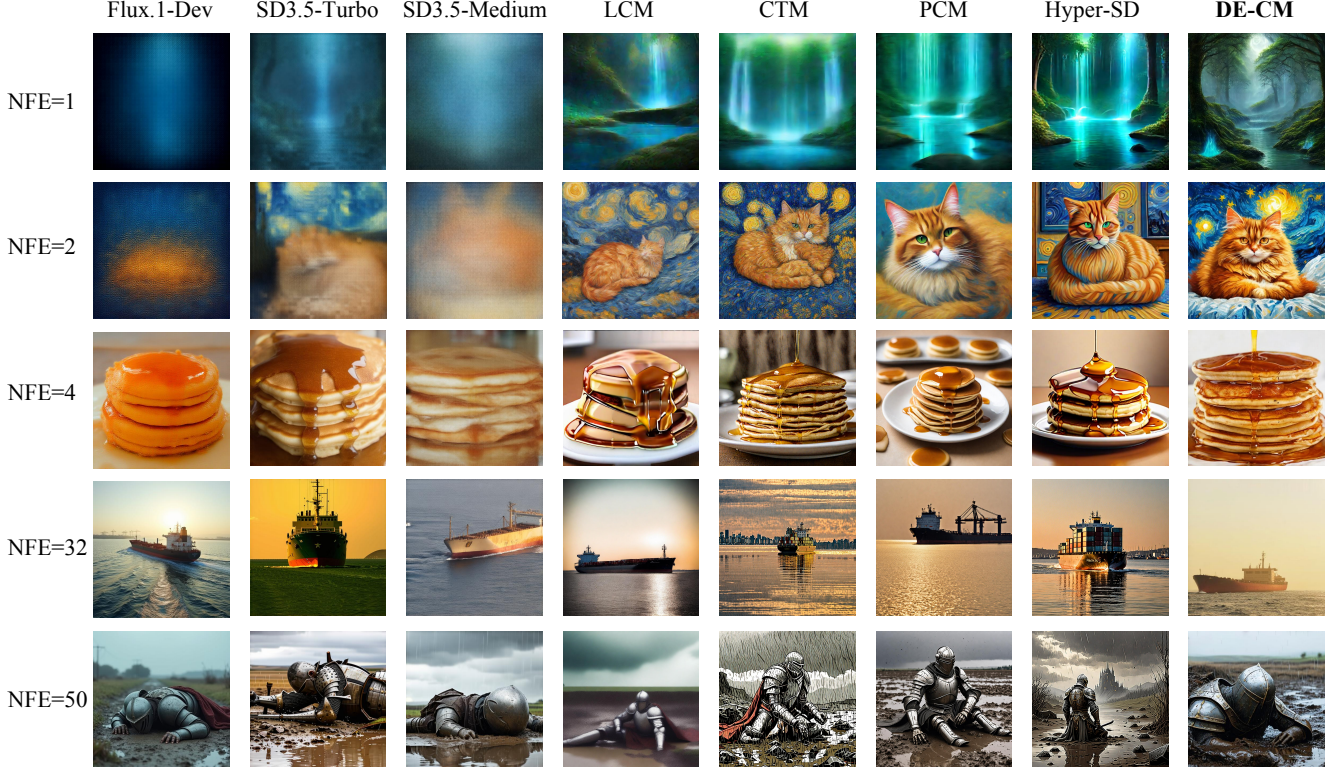 Flux.1-Dev SD3.5-Turbo SD3.5-Medium LCM CTM PCM Hyper-SD DE-CM
NFE=1
NFE=2
NFE=4
NFE=32
NFE=50